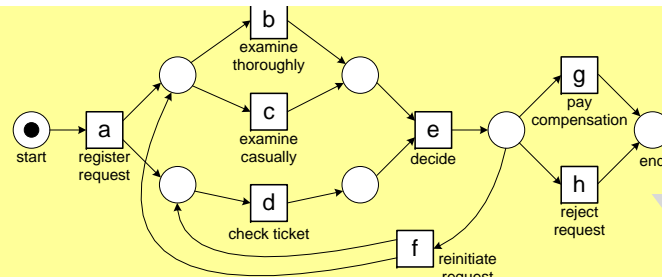 b
examine
thoroughly
g
pay
compensation
a
c
e
start
register
request
examine
casually
decide
end
d
h
check ticket
reject
request
f
reinitiate
request